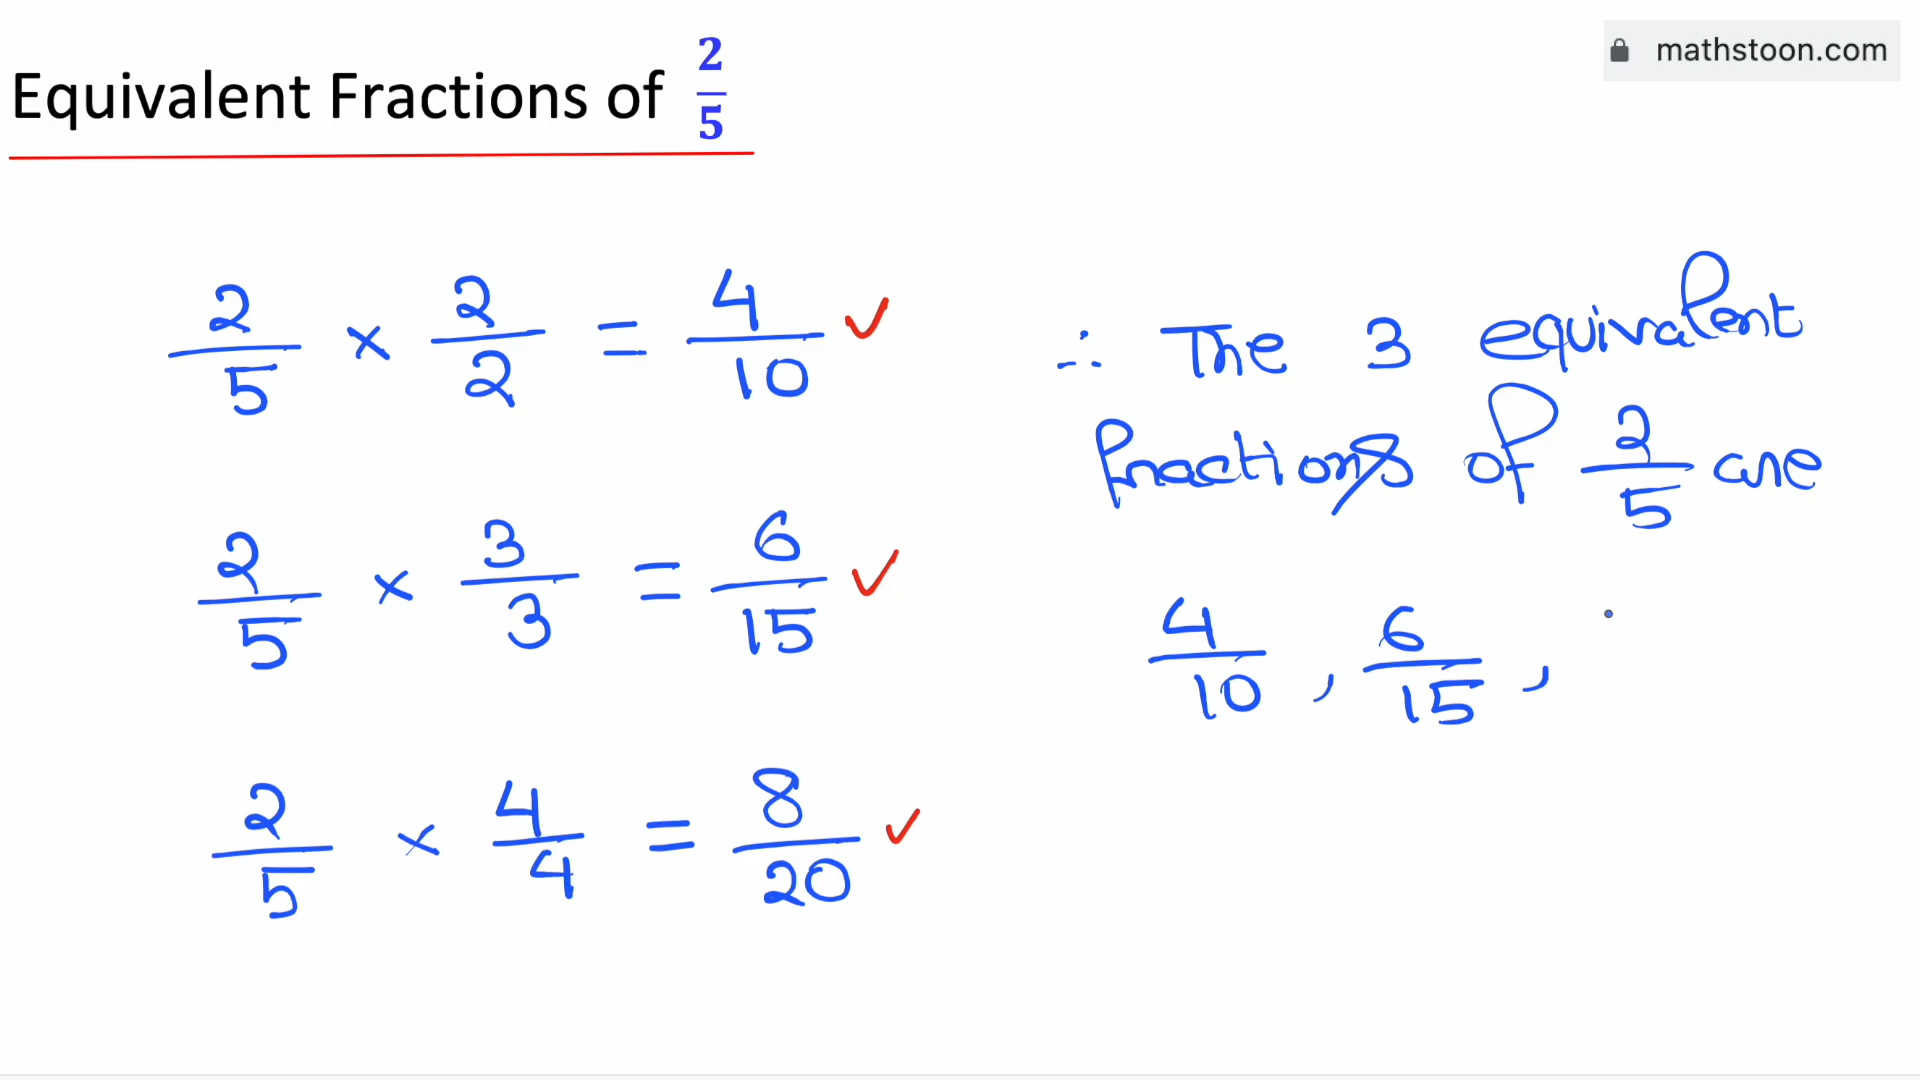 Equivalent Fractions of 2/5
mathstoon.com
2/5 × 2/2 = 4/10 ✓
2/5 × 3/3 = 6/15 ✓
2/5 × 4/4 = 8/20 ✓
∴ The 3 equivalent
fractions of 2/5 are
4/10 , 6/15 ,